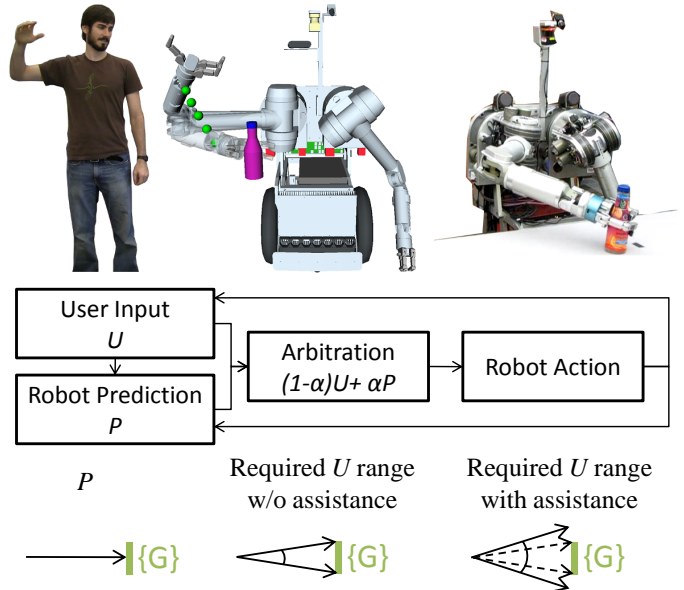 User Input
U
Robot Prediction
P
Arbitration
(1-α)U+ αP
Robot Action
P
Required U range
w/o assistance
Required U range
with assistance
{G}
{G}
{G}